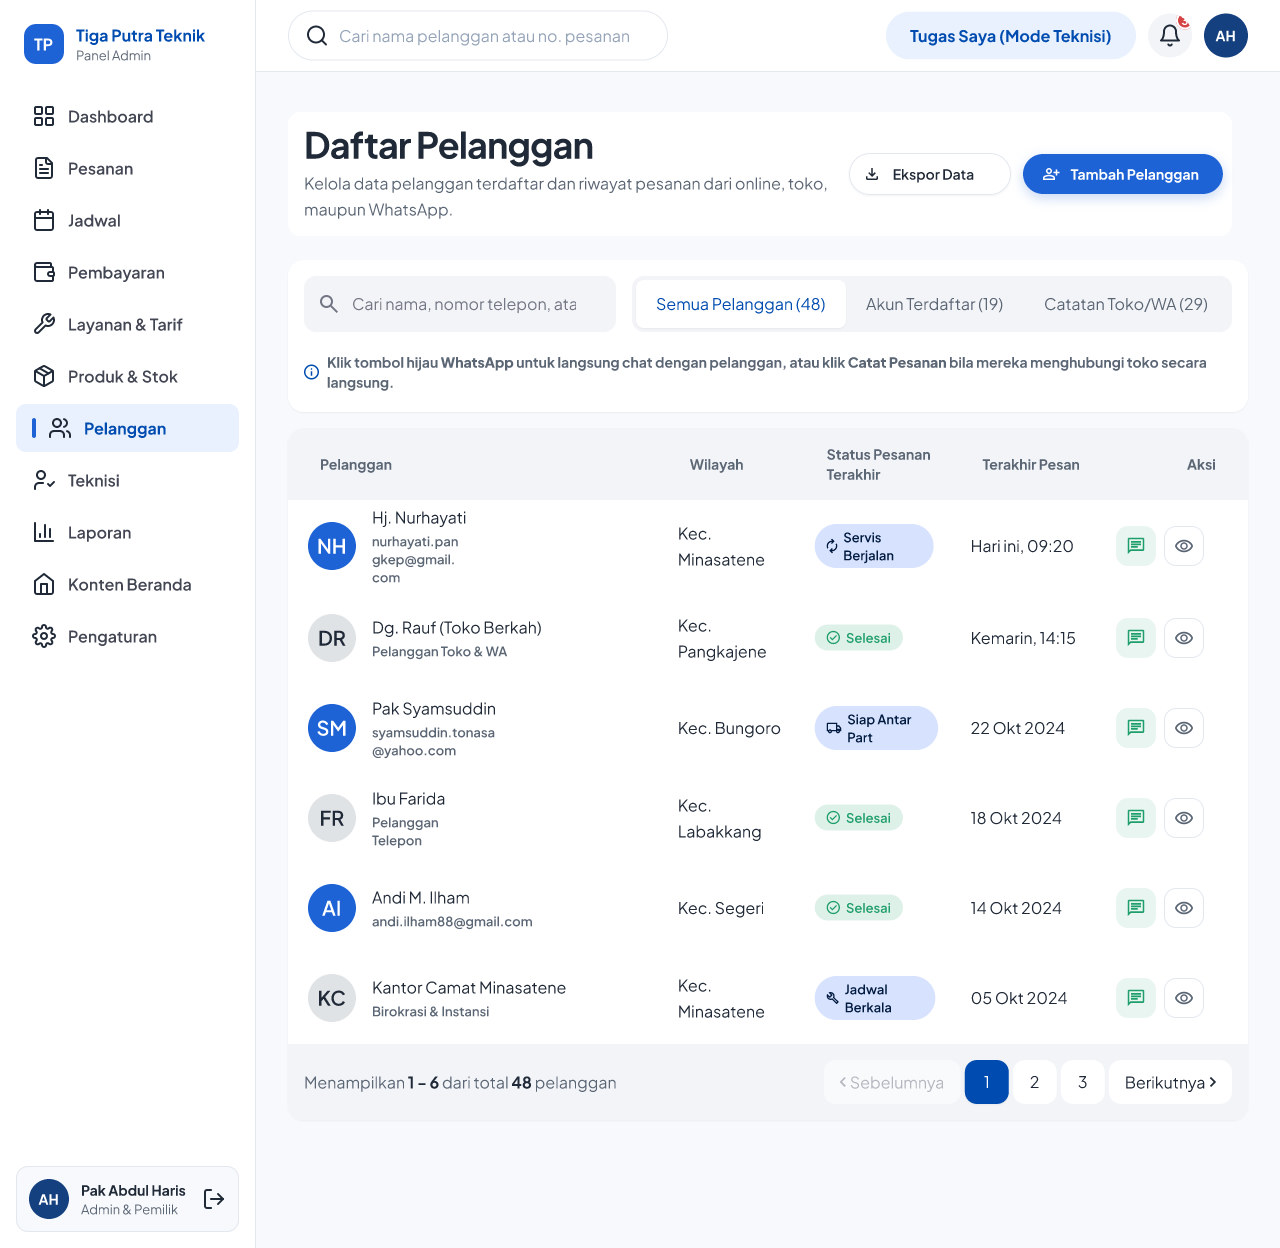 TP
Tiga Putra Teknik
Panel Admin
Cari nama pelanggan atau no. pesanan
Tugas Saya (Mode Teknisi)
AH
Dashboard
Pesanan
Jadwal
Pembayaran
Layanan & Tarif
Produk & Stok
Pelanggan
Teknisi
Laporan
Konten Beranda
Pengaturan
AH
Pak Abdul Haris
Admin & Pemilik
Daftar Pelanggan
Kelola data pelanggan terdaftar dan riwayat pesanan dari online, toko,
maupun WhatsApp.
Ekspor Data
Tambah Pelanggan
Cari nama, nomor telepon, ata
Semua Pelanggan (48)
Akun Terdaftar (19)
Catatan Toko/WA (29)
Klik tombol hijau WhatsApp untuk langsung chat dengan pelanggan, atau klik Catat Pesanan bila mereka menghubungi toko secara
langsung.
Pelanggan
Wilayah
Status Pesanan
Terakhir
Terakhir Pesan
Aksi
NH
Hj. Nurhayati
nurhayati.pan
gkep@gmail.
com
Kec.
Minasatene
Servis
Berjalan
Hari ini, 09:20
DR
Dg. Rauf (Toko Berkah)
Pelanggan Toko & WA
Kec.
Pangkajene
Selesai
Kemarin, 14:15
SM
Pak Syamsuddin
syamsuddin.tonasa
@yahoo.com
Kec. Bungoro
Siap Antar
Part
22 Okt 2024
FR
Ibu Farida
Pelanggan
Telepon
Kec.
Labakkang
Selesai
18 Okt 2024
AI
Andi M. Ilham
andi.ilham88@gmail.com
Kec. Segeri
Selesai
14 Okt 2024
KC
Kantor Camat Minasatene
Birokrasi & Instansi
Kec.
Minasatene
Jadwal
Berkala
05 Okt 2024
Menampilkan 1 – 6 dari total 48 pelanggan
Sebelumnya
1
2
3
Berikutnya